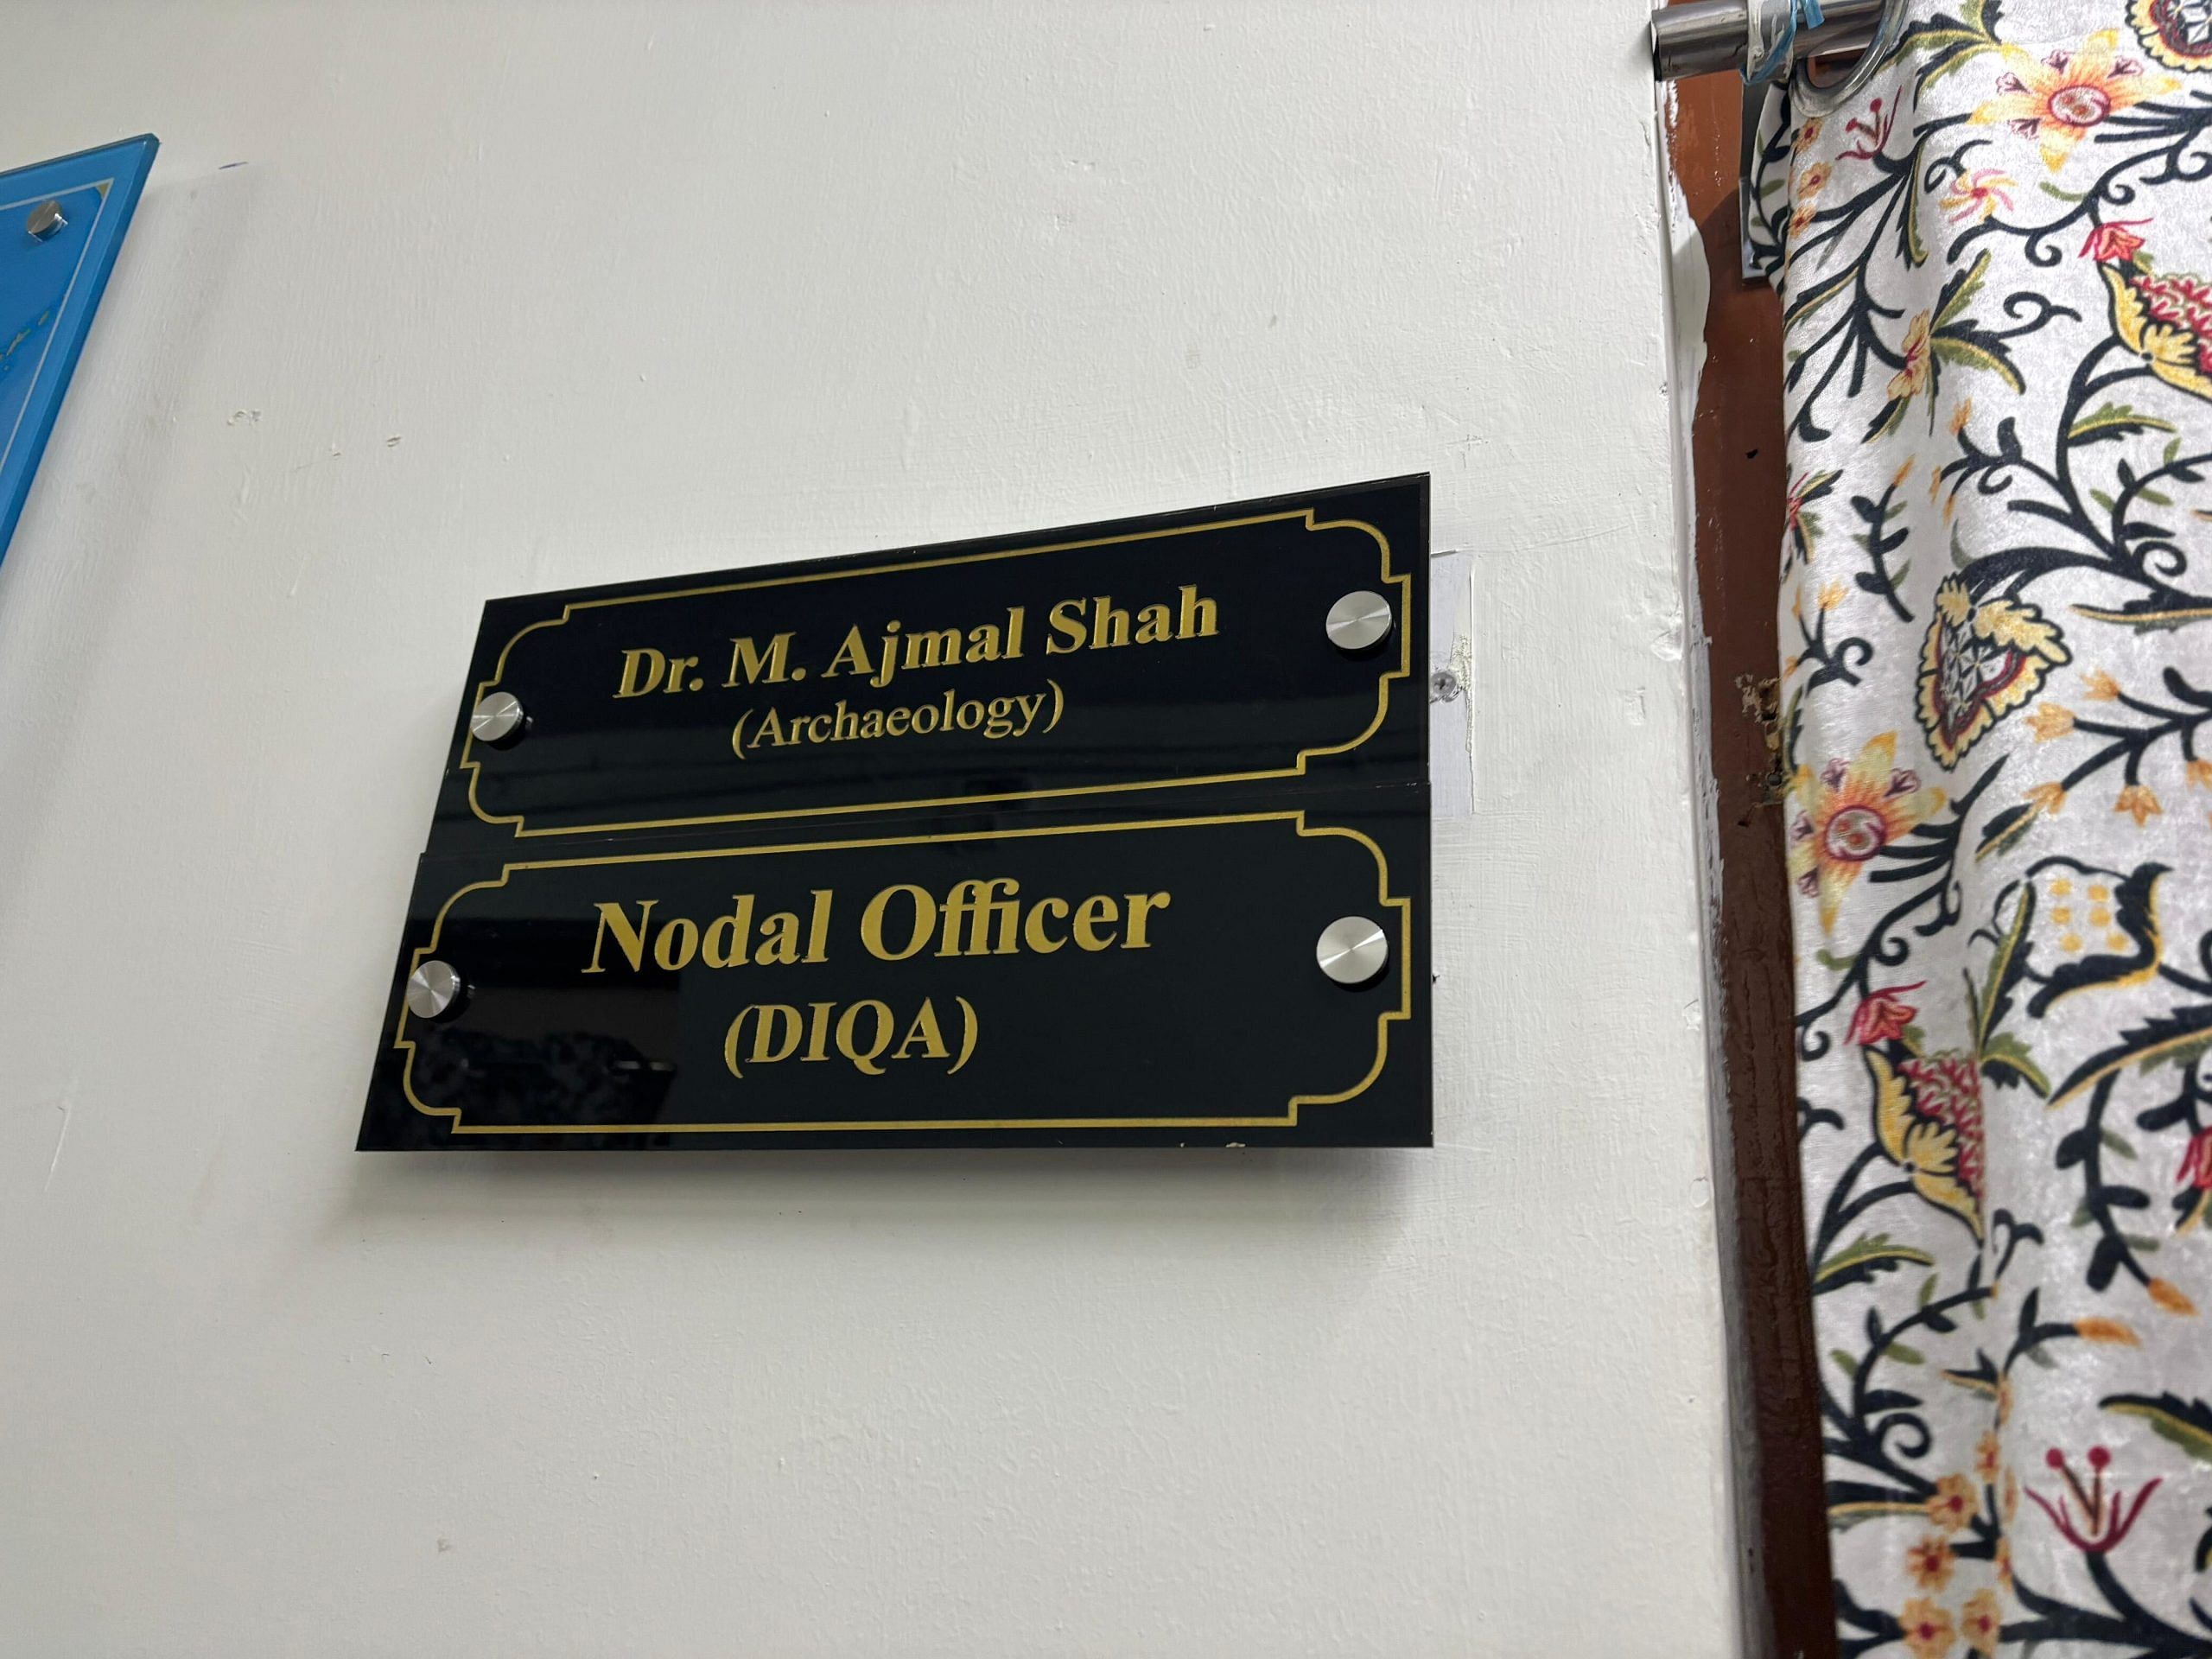 Dr. M. Ajmal Shah
(Archaeology)
Nodal Officer
(DIQA)